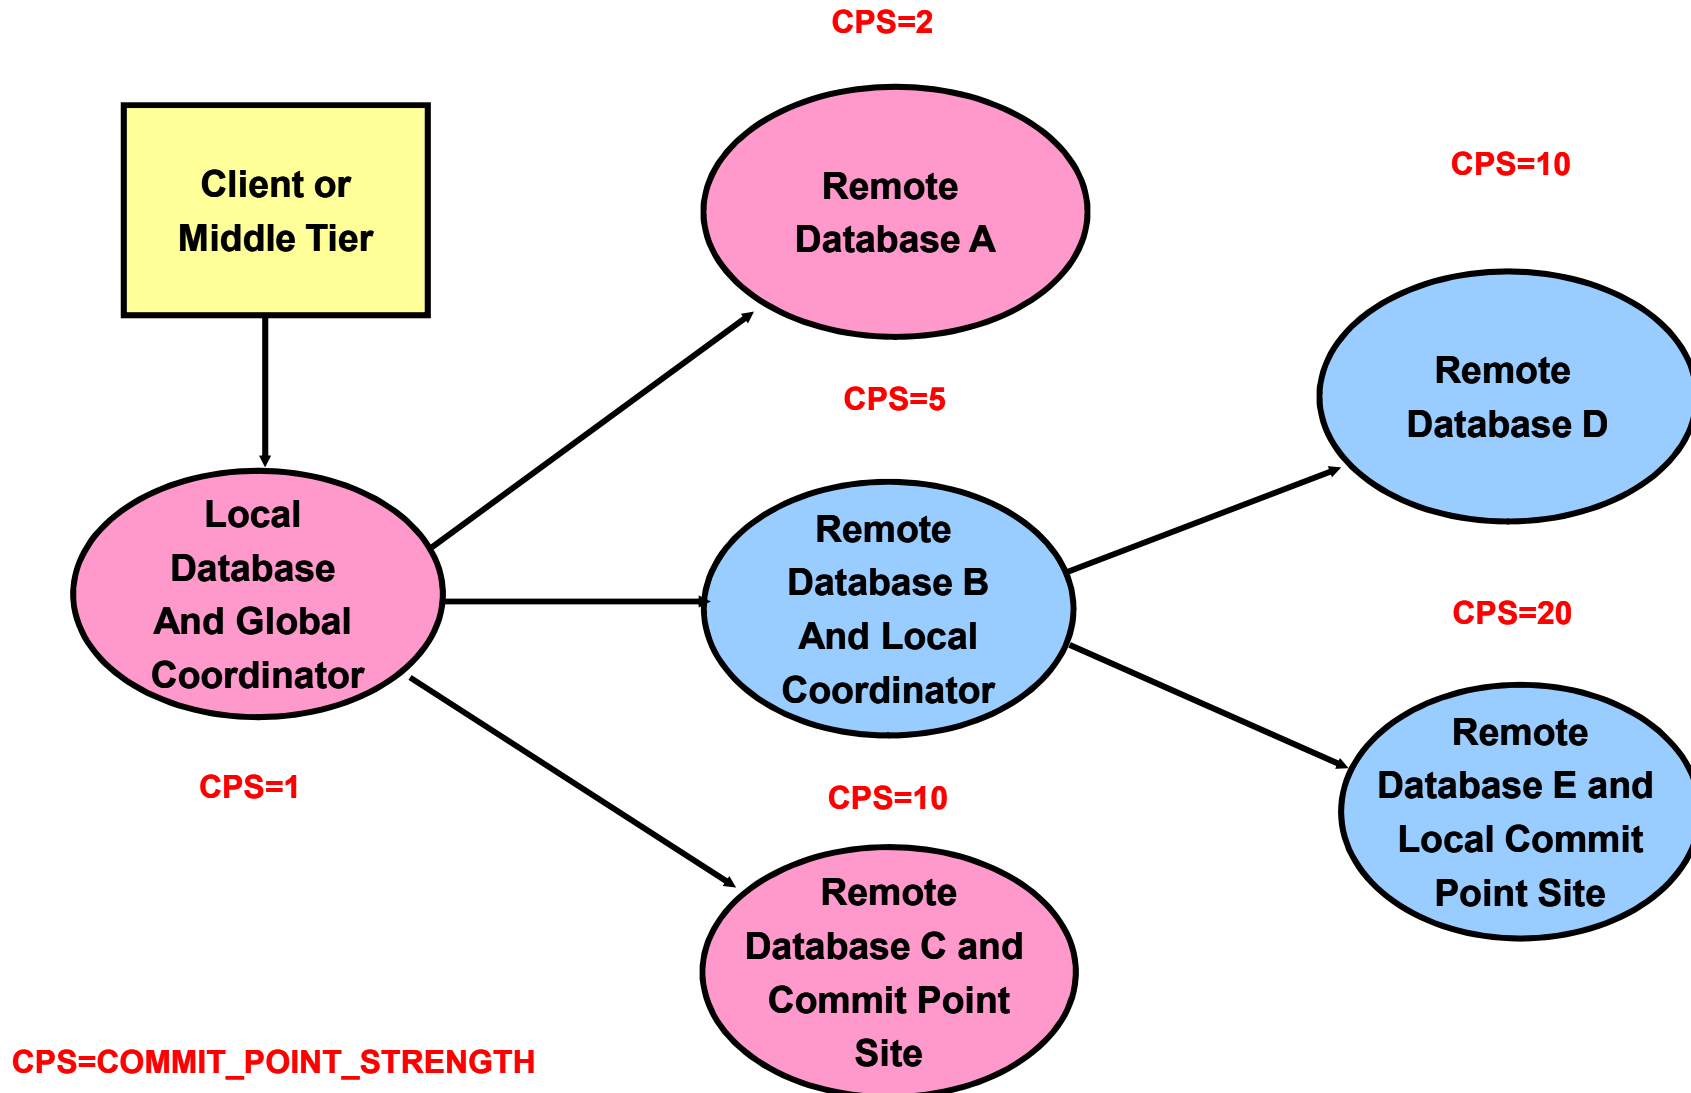 CPS=2
Client or
Middle Tier
Remote
Database A
CPS=10
Remote
Database D
CPS=5
Local
Database
And Global
Coordinator
CPS=1
Remote
Database B
And Local
Coordinator
CPS=20
Remote
Database E and
Local Commit
Point Site
CPS=10
Remote
Database C and
Commit Point
Site
CPS=COMMIT_POINT_STRENGTH